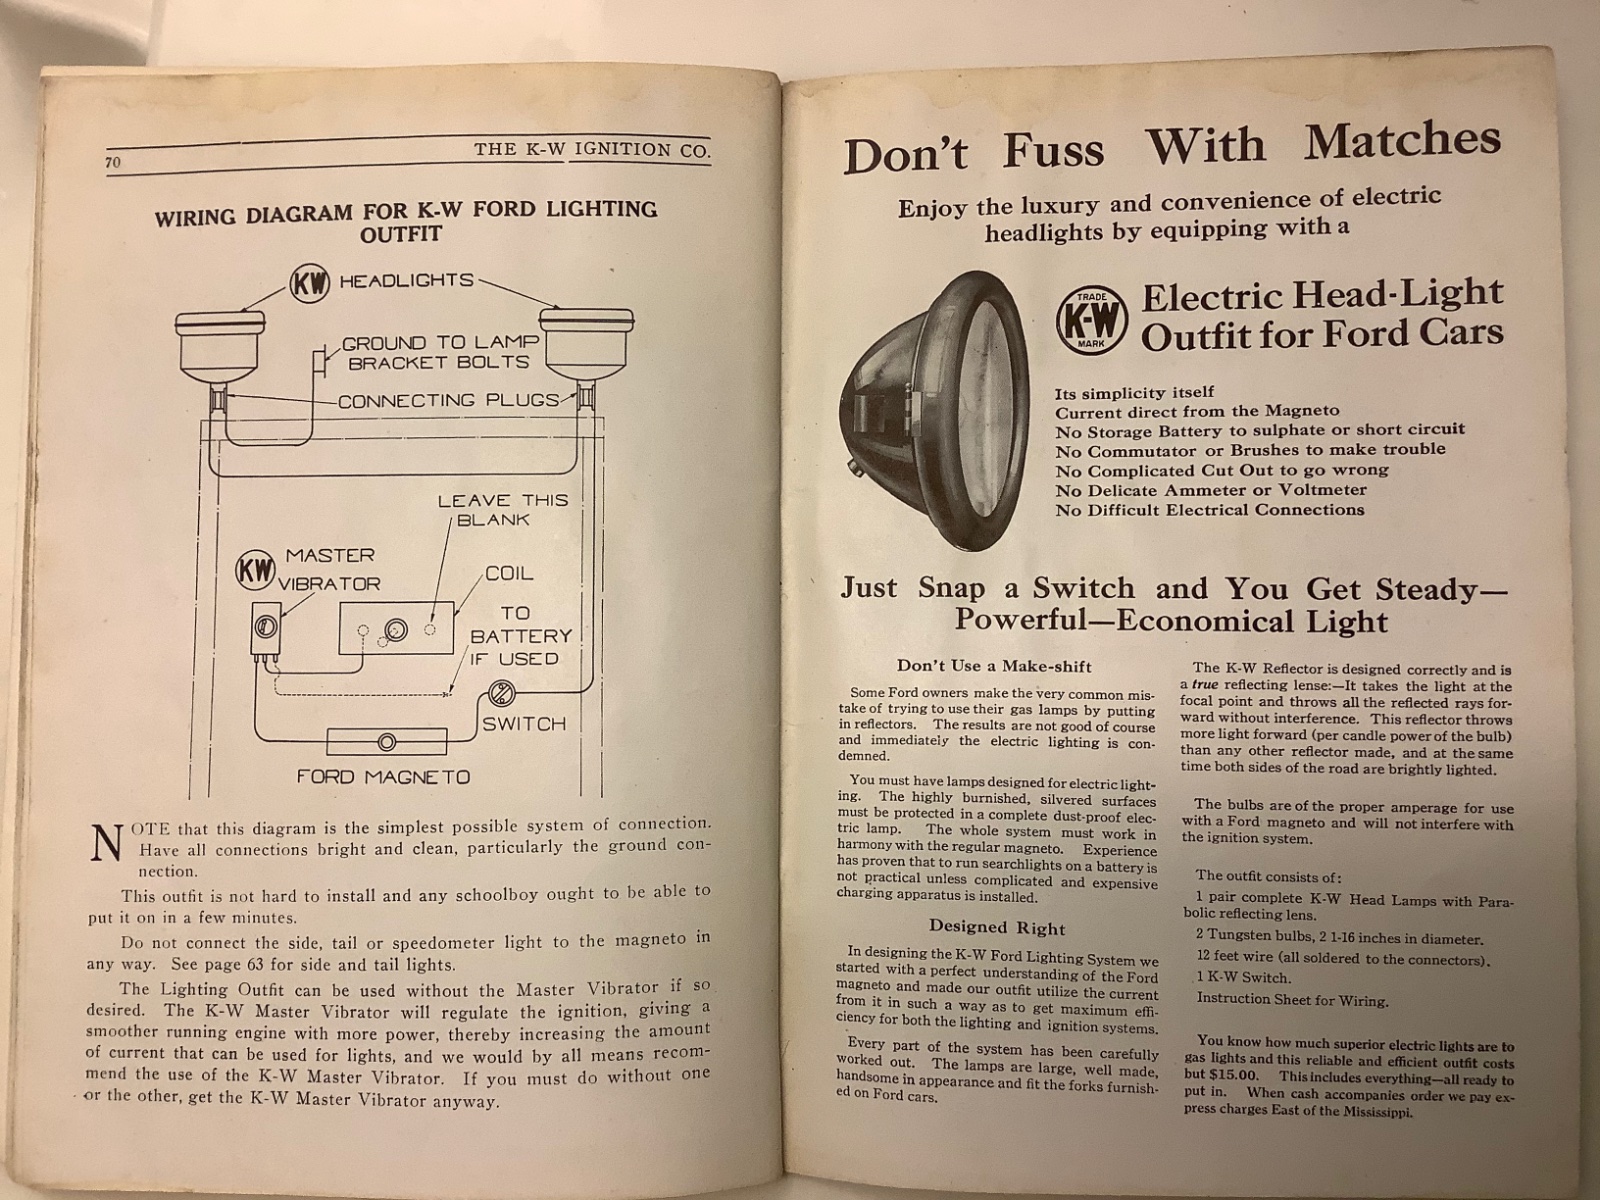 70
THE K-W IGNITION CO.
WIRING DIAGRAM FOR K-W FORD LIGHTING
OUTFIT
KW HEADLIGHTS
GROUND TO LAMP
BRACKET BOLTS
CONNECTING PLUGS
LEAVE THIS
BLANK
KW MASTER
VIBRATOR
COIL
TO
BATTERY
IF USED
SWITCH
FORD MAGNETO
NOTE that this diagram is the simplest possible system of connection.
Have all connections bright and clean, particularly the ground con-
nection.
This outfit is not hard to install and any schoolboy ought to be able to
put it on in a few minutes.
Do not connect the side, tail or speedometer light to the magneto in
any way. See page 63 for side and tail lights.
The Lighting Outfit can be used without the Master Vibrator if so
desired. The K-W Master Vibrator will regulate the ignition, giving a
smoother running engine with more power, thereby increasing the amount
of current that can be used for lights, and we would by all means recom-
mend the use of the K-W Master Vibrator. If you must do without one
or the other, get the K-W Master Vibrator anyway.
Don't Fuss With Matches
Enjoy the luxury and convenience of electric
headlights by equipping with a
TRADE
K-W
MARK
Electric Head-Light
Outfit for Ford Cars
Its simplicity itself
Current direct from the Magneto
No Storage Battery to sulphate or short circuit
No Commutator or Brushes to make trouble
No Complicated Cut Out to go wrong
No Delicate Ammeter or Voltmeter
No Difficult Electrical Connections
Just Snap a Switch and You Get Steady—
Powerful—Economical Light
Don't Use a Make-shift
Some Ford owners make the very common mis-
take of trying to use their gas lamps by putting
in reflectors. The results are not good of course
and immediately the electric lighting is con-
demned.
You must have lamps designed for electric light-
ing. The highly burnished, silvered surfaces
must be protected in a complete dust-proof elec-
tric lamp. The whole system must work in
harmony with the regular magneto. Experience
has proven that to run searchlights on a battery is
not practical unless complicated and expensive
charging apparatus is installed.
Designed Right
In designing the K-W Ford Lighting System we
started with a perfect understanding of the Ford
magneto and made our outfit utilize the current
from it in such a way as to get maximum effi-
ciency for both the lighting and ignition systems.
Every part of the system has been carefully
worked out. The lamps are large, well made,
handsome in appearance and fit the forks furnish-
ed on Ford cars.
The K-W Reflector is designed correctly and is
a true reflecting lense:—It takes the light at the
focal point and throws all the reflected rays for-
ward without interference. This reflector throws
more light forward (per candle power of the bulb)
than any other reflector made, and at the same
time both sides of the road are brightly lighted.
The bulbs are of the proper amperage for use
with a Ford magneto and will not interfere with
the ignition system.
The outfit consists of:
1 pair complete K-W Head Lamps with Para-
bolic reflecting lens.
2 Tungsten bulbs, 2 1-16 inches in diameter.
12 feet wire (all soldered to the connectors).
1 K-W Switch.
Instruction Sheet for Wiring.
You know how much superior electric lights are to
gas lights and this reliable and efficient outfit costs
but $15.00. This includes everything—all ready to
put in. When cash accompanies order we pay ex-
press charges East of the Mississippi.